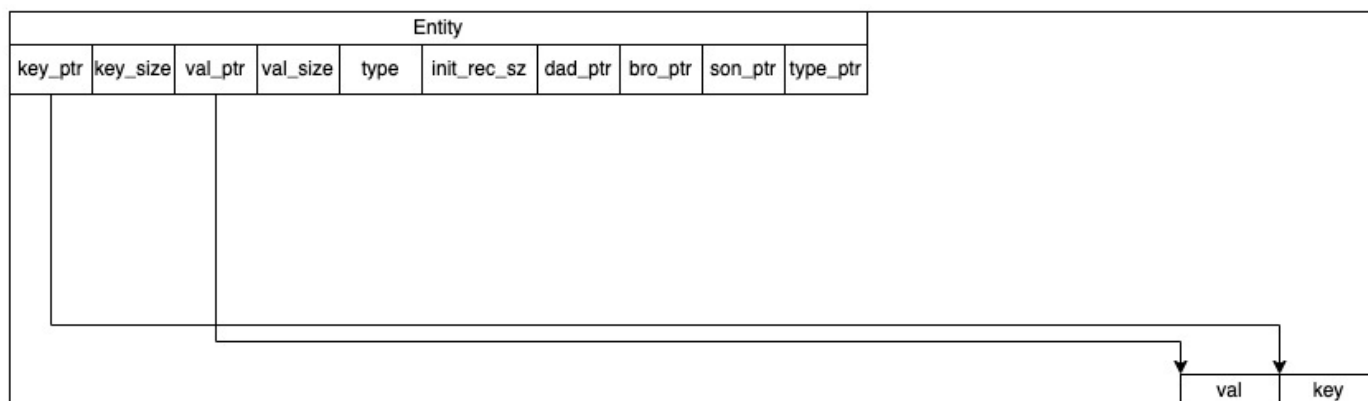 Entity
key_ptr key_size val_ptr val_size type init_rec_sz dad_ptr bro_ptr son_ptr type_ptr
val key